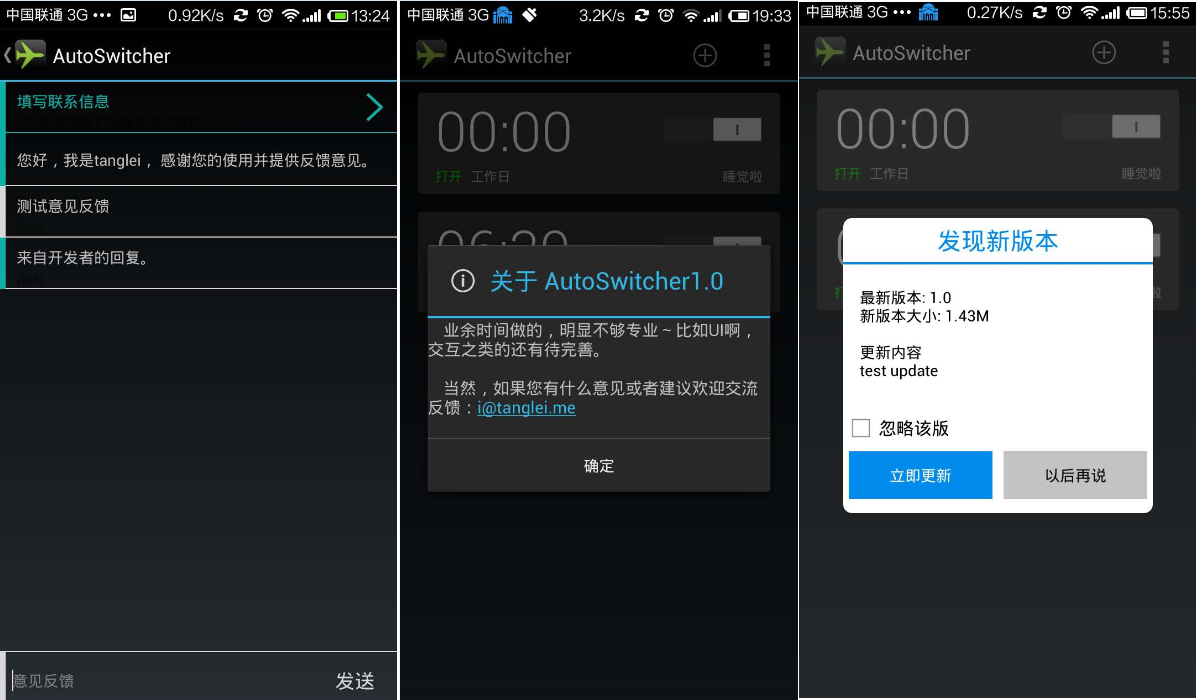 中国联通 3G ••• 0.92K/s 13:24
AutoSwitcher
填写联系信息
您好，我是tanglei， 感谢您的使用并提供反馈意见。
测试意见反馈
来自开发者的回复。
意见反馈
发送
中国联通 3G 3.2K/s 19:33
AutoSwitcher
00:00
打开 工作日
睡觉啦
关于 AutoSwitcher1.0
业余时间做的，明显不够专业～比如UI啊，
交互之类的还有待完善。
当然，如果您有什么意见或者建议欢迎交流
反馈：i@tanglei.me
确定
中国联通 3G ••• 0.27K/s 15:55
AutoSwitcher
00:00
打开 工作日
睡觉啦
发现新版本
最新版本: 1.0
新版本大小: 1.43M
更新内容
test update
忽略该版
立即更新
以后再说